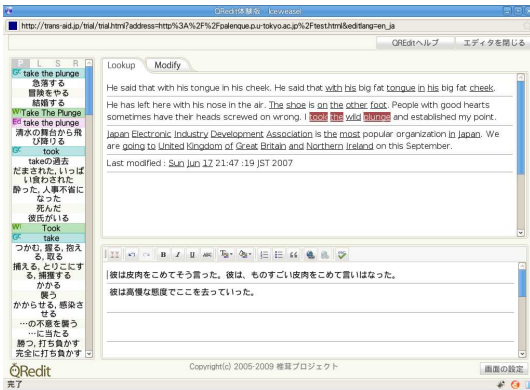 QRedit体験版 - Iceweasel
http://trans-aid.jp/trial/trial.html?address=http%3A%2F%2Fpalenque.p.u-tokyo.ac.jp%2Ftest.html&editlang=en_ja
QREditヘルプ
エディタを閉じる
P L S R
take the plunge
急落する
冒険をやる
結婚する
Take The Plunge
Ed take the plunge
清水の舞台から飛
び降りる
took
takeの過去
だまされた, いっぱ
い食わされた
酔った, 人事不省に
なった
死んだ
彼氏がいる
Took
take
つかむ, 握る, 抱え
る, 取る
捕える, とりこにす
る, 捕獲する
かかる
襲う
かからせる, 感染さ
せる
…の不意を襲う
…に当たる
勝つ, 打ち負かす
完全に打ち負かす
Lookup
Modify
He said that with his tongue in his cheek. He said that with his big fat tongue in his big fat cheek.
He has left here with his nose in the air. The shoe is on the other foot. People with good hearts
sometimes have their heads screwed on wrong. I took the wild plunge and established my point.
Japan Electronic Industry Development Association is the most popular organization in japan. We
are going to United Kingdom of Great Britain and Northern Ireland on this September.
Last modified : Sun Jun 17 21:47 :19 JST 2007
B I U ABC
彼は皮肉をこめてそう言った。彼は、ものすごい皮肉をこめて言いはなった。
彼は高慢な態度でここを去っていった。
QRedit
Copyright(c) 2005-2009 椎茸プロジェクト
画面の設定
完了